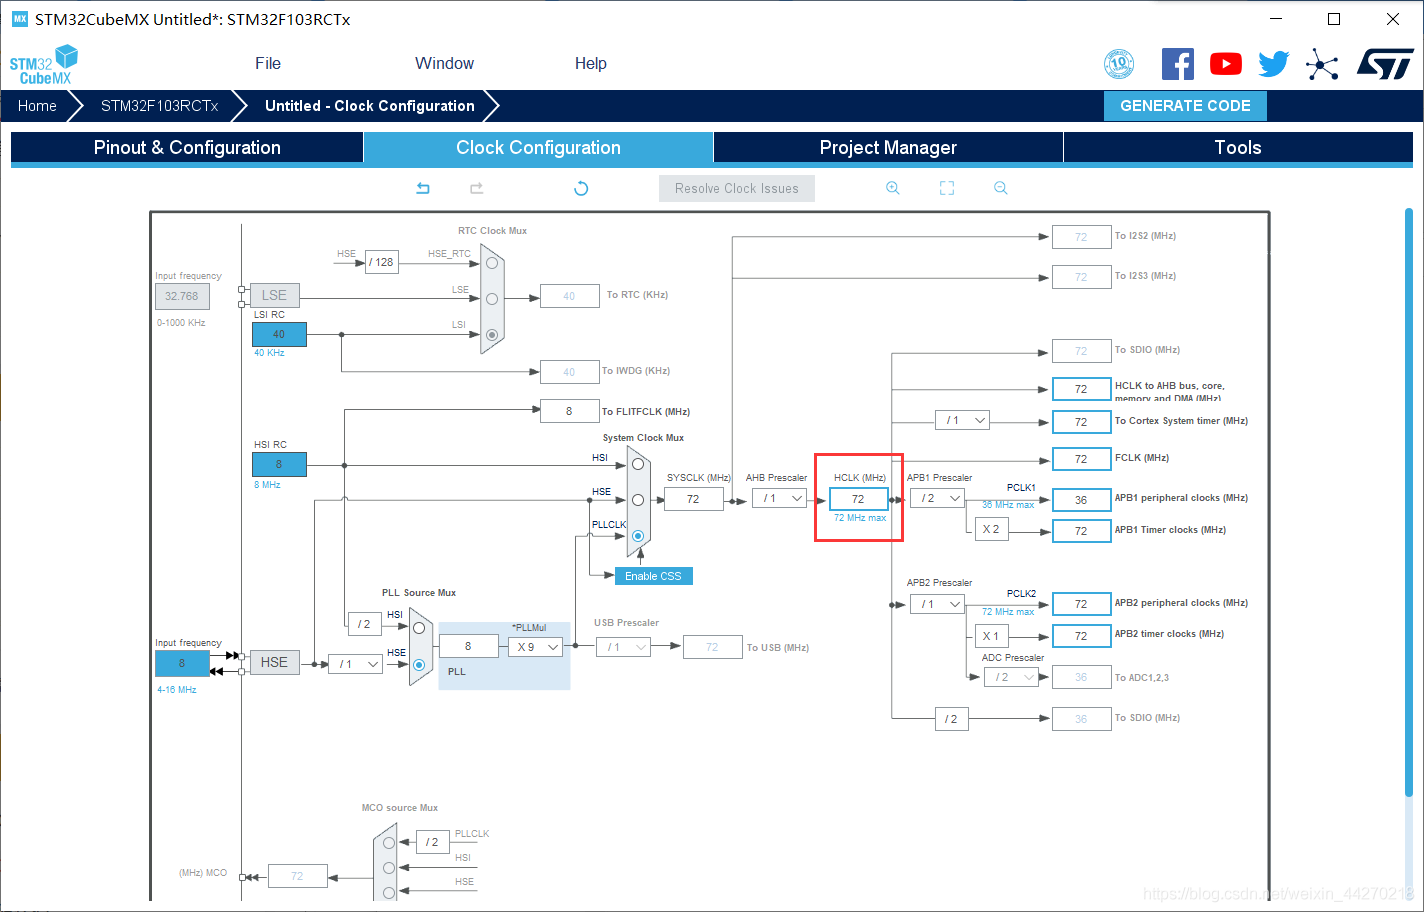 MX STM32CubeMX Untitled*: STM32F103RCTx
STM32
CubeMX
File
Window
Help
10
Home
STM32F103RCTx
Untitled - Clock Configuration
GENERATE CODE
Pinout & Configuration
Clock Configuration
Project Manager
Tools
Resolve Clock Issues
RTC Clock Mux
HSE
/ 128
HSE_RTC
72
To I2S2 (MHz)
72
To I2S3 (MHz)
Input frequency
32.768
0-1000 KHz
LSE
LSE
40
To RTC (KHz)
LSI RC
40
40 KHz
LSI
40
To IWDG (KHz)
72
To SDIO (MHz)
72
HCLK to AHB bus, core,
memory and DMA (MHz)
8
To FLITFCLK (MHz)
/ 1
72
To Cortex System timer (MHz)
System Clock Mux
HSI RC
8
8 MHz
HSI
72
FCLK (MHz)
HSE
SYSCLK (MHz)
72
AHB Prescaler
/ 1
HCLK (MHz)
72
72 MHz max
APB1 Prescaler
/ 2
PCLK1
36 MHz max
36
APB1 peripheral clocks (MHz)
PLLCLK
X 2
72
APB1 Timer clocks (MHz)
Enable CSS
PLL Source Mux
APB2 Prescaler
/ 1
PCLK2
72 MHz max
72
APB2 peripheral clocks (MHz)
/ 2
HSI
*PLLMul
USB Prescaler
X 1
72
APB2 timer clocks (MHz)
Input frequency
8
4-16 MHz
HSE
/ 1
HSE
8
X 9
PLL
/ 1
72
To USB (MHz)
ADC Prescaler
/ 2
36
To ADC1,2,3
/ 2
36
To SDIO (MHz)
MCO source Mux
/ 2
PLLCLK
HSI
HSE
(MHz) MCO
72
https://blog.csdn.net/weixin_44270218